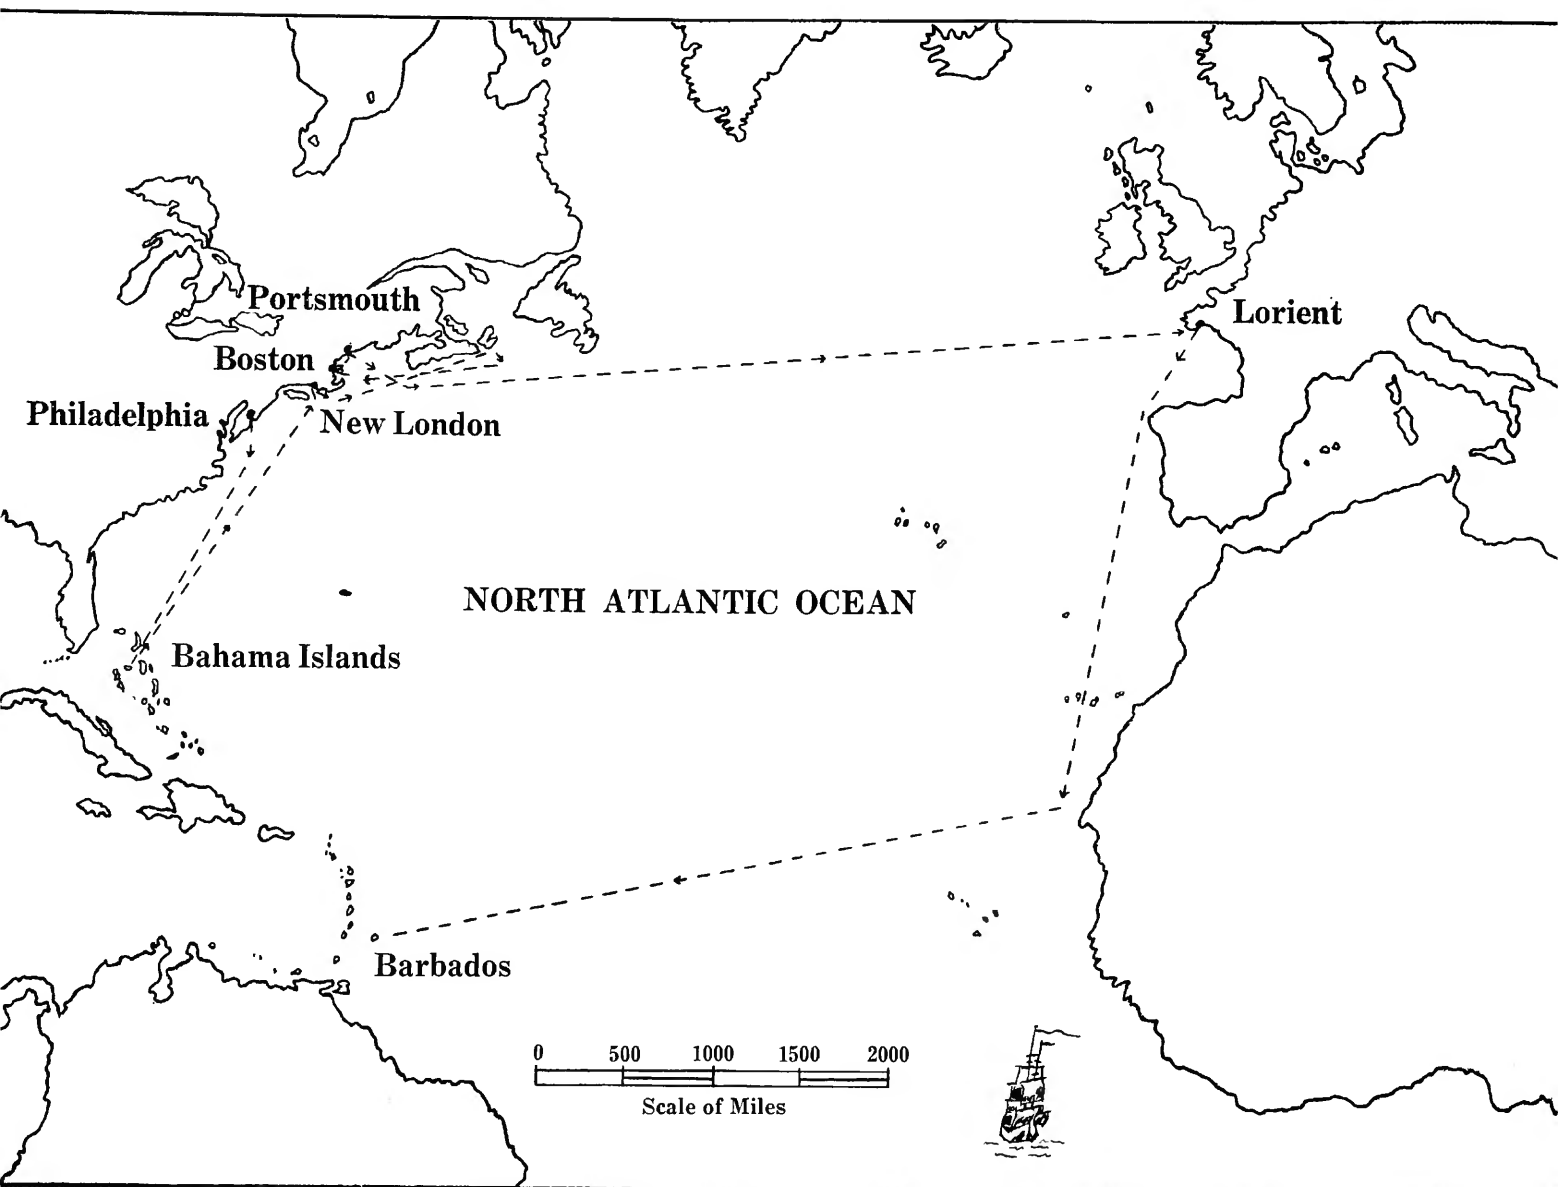 Portsmouth
Lorient
Boston
Philadelphia
New London
NORTH ATLANTIC OCEAN
Bahama Islands
Barbados
0 500 1000 1500 2000
Scale of Miles